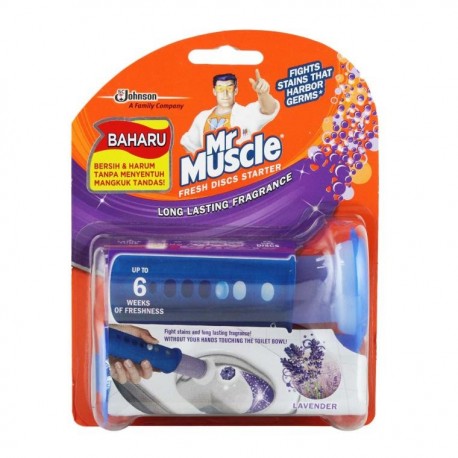 SC Johnson
A Family Company
FIGHTS
STAINS THAT
HARBOR
GERMS*
BAHARU
BERSIH & HARUM
TANPA MENYENTUH
MANGKUK TANDAS!
Mr
Muscle
FRESH DISCS STARTER
LONG LASTING FRAGRANCE
UP TO
6
WEEKS
OF FRESHNESS
Fight stains and long lasting fragrance!
WITHOUT YOUR HANDS TOUCHING THE TOILET BOWL!
LAVENDER